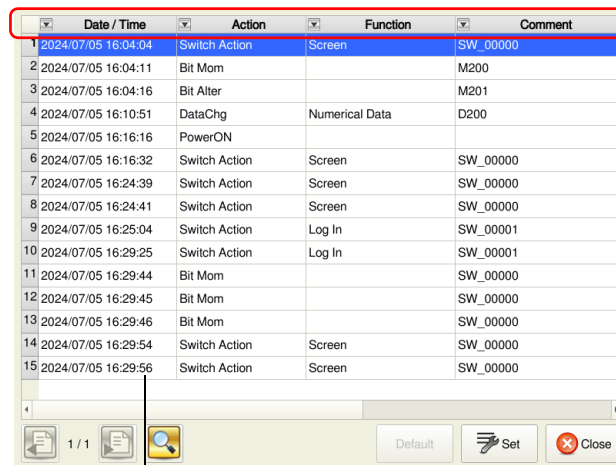 Date / Time Action Function Comment
1 2024/07/05 16:04:04 Switch Action Screen SW_00000
2 2024/07/05 16:04:11 Bit Mom M200
3 2024/07/05 16:04:16 Bit Alter M201
4 2024/07/05 16:10:51 DataChg Numerical Data D200
5 2024/07/05 16:16:16 PowerON
6 2024/07/05 16:16:32 Switch Action Screen SW_00000
7 2024/07/05 16:24:39 Switch Action Screen SW_00000
8 2024/07/05 16:24:41 Switch Action Screen SW_00000
9 2024/07/05 16:25:04 Switch Action Log In SW_00001
10 2024/07/05 16:29:25 Switch Action Log In SW_00001
11 2024/07/05 16:29:44 Bit Mom SW_00000
12 2024/07/05 16:29:45 Bit Mom SW_00000
13 2024/07/05 16:29:46 Bit Mom SW_00000
14 2024/07/05 16:29:54 Switch Action Screen SW_00000
15 2024/07/05 16:29:56 Switch Action Screen SW_00000
1 / 1 Default Set Close